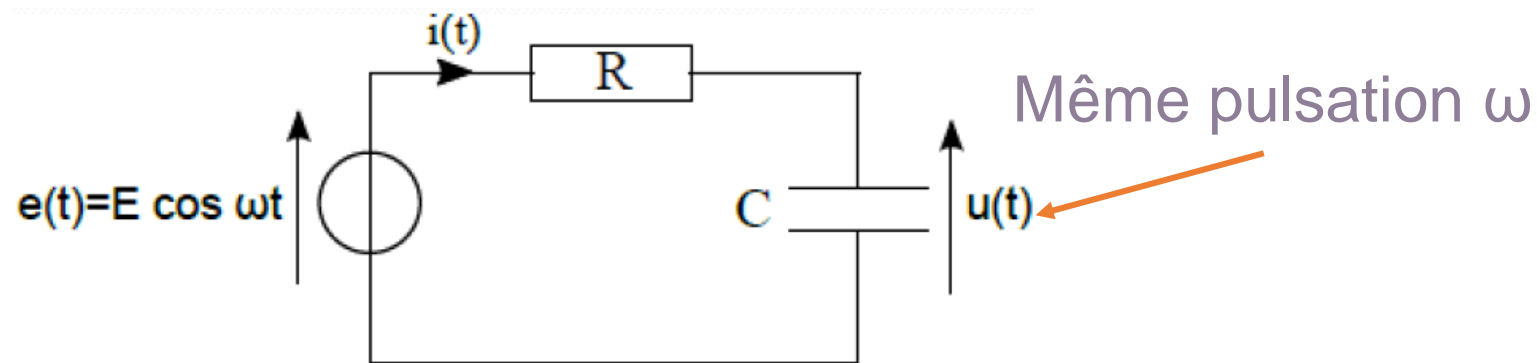 i(t)
R
Même pulsation ω
e(t)=E cos ωt
C
u(t)